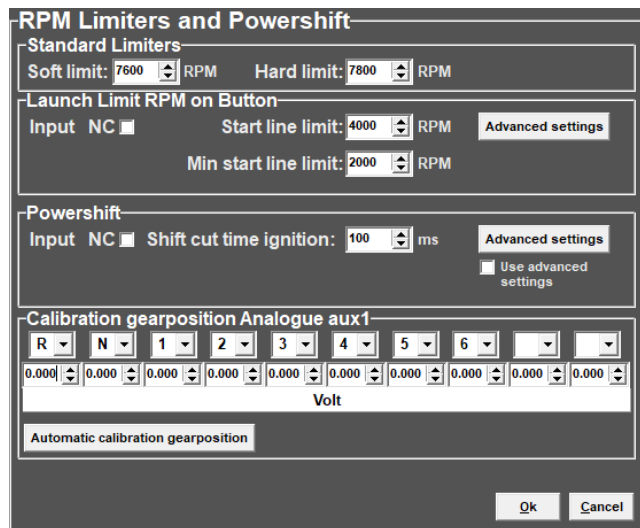 RPM Limiters and Powershift
Standard Limiters
Soft limit: 7600 RPM Hard limit: 7800 RPM
Launch Limit RPM on Button
Input NC Start line limit: 4000 RPM Advanced settings
Min start line limit: 2000 RPM
Powershift
Input NC Shift cut time ignition: 100 ms Advanced settings
Use advanced
settings
Calibration gearposition Analogue aux1
R N 1 2 3 4 5 6
0.000 0.000 0.000 0.000 0.000 0.000 0.000 0.000 0.000 0.000
Volt
Automatic calibration gearposition
Ok Cancel